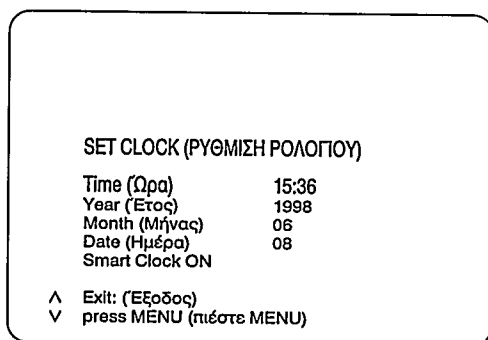 SET CLOCK (ΡΥΘΜΙΣΗ ΡΟΛΟΓΙΟΥ)
Time (Ώρα) 15:36
Year (Έτος) 1998
Month (Μήνας) 06
Date (Ημέρα) 08
Smart Clock ON
Λ Exit: (Έξοδος)
V press MENU (πιέστε MENU)